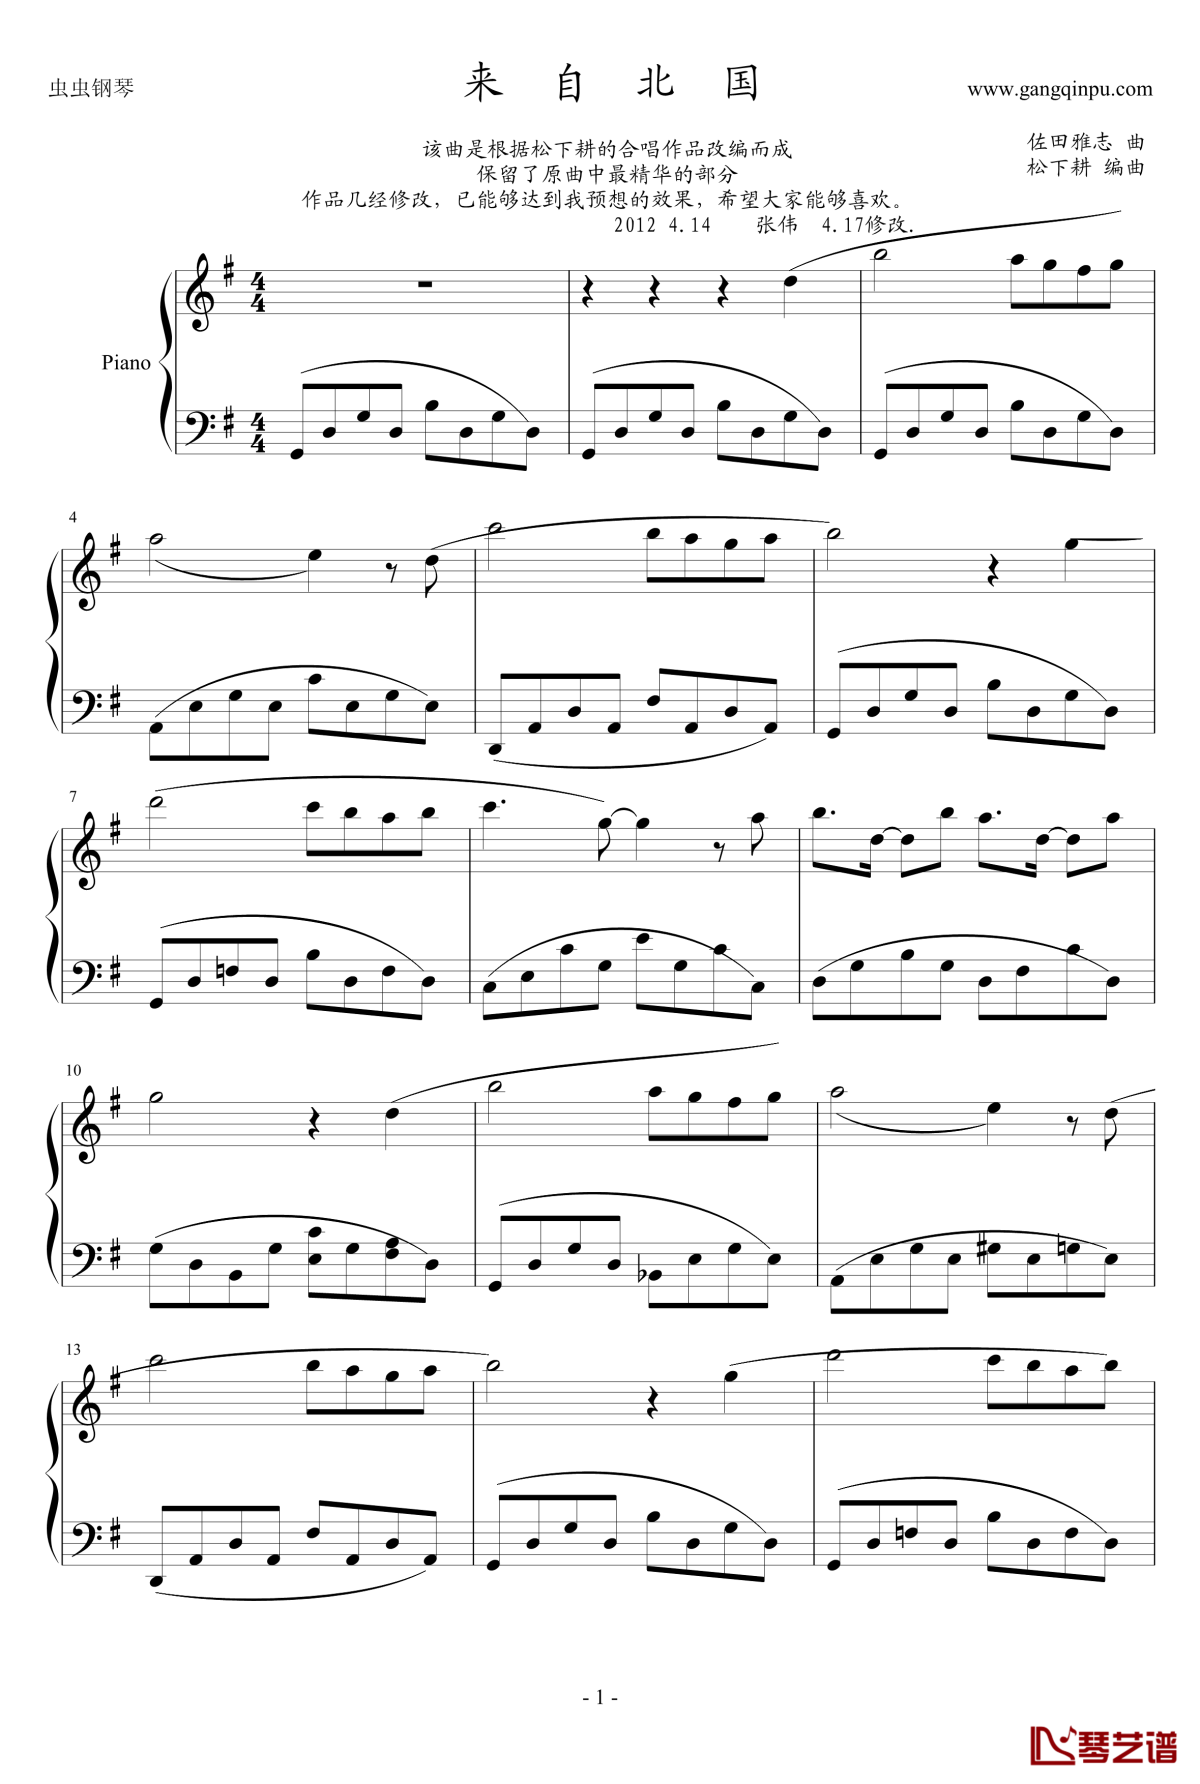 虫虫钢琴
来自北国
www.gangqinpu.com
该曲是根据松下耕的合唱作品改编而成
保留了原曲中最精华的部分
作品几经修改，已能够达到我预想的效果，希望大家能够喜欢。
2012 4.14 张伟 4.17修改.
佐田雅志 曲
松下耕 编曲
Piano
4
7
10
13
- 1 -
琴艺谱